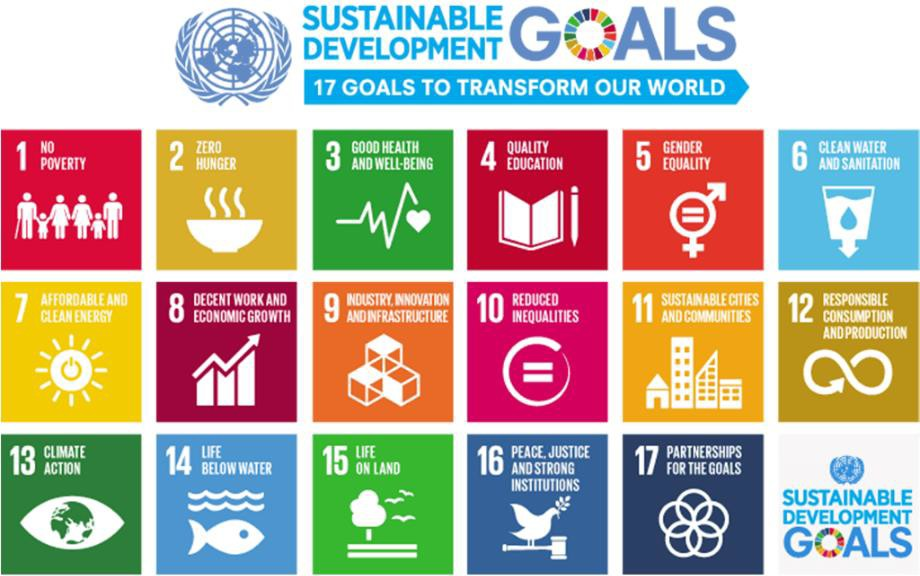 SUSTAINABLE
DEVELOPMENT
GOALS
17 GOALS TO TRANSFORM OUR WORLD
1 NO
POVERTY
2 ZERO
HUNGER
3 GOOD HEALTH
AND WELL-BEING
4 QUALITY
EDUCATION
5 GENDER
EQUALITY
6 CLEAN WATER
AND SANITATION
7 AFFORDABLE AND
CLEAN ENERGY
8 DECENT WORK AND
ECONOMIC GROWTH
9 INDUSTRY, INNOVATION
AND INFRASTRUCTURE
10 REDUCED
INEQUALITIES
11 SUSTAINABLE CITIES
AND COMMUNITIES
12 RESPONSIBLE
CONSUMPTION
AND PRODUCTION
13 CLIMATE
ACTION
14 LIFE
BELOW WATER
15 LIFE
ON LAND
16 PEACE, JUSTICE
AND STRONG
INSTITUTIONS
17 PARTNERSHIPS
FOR THE GOALS
SUSTAINABLE
DEVELOPMENT
GOALS